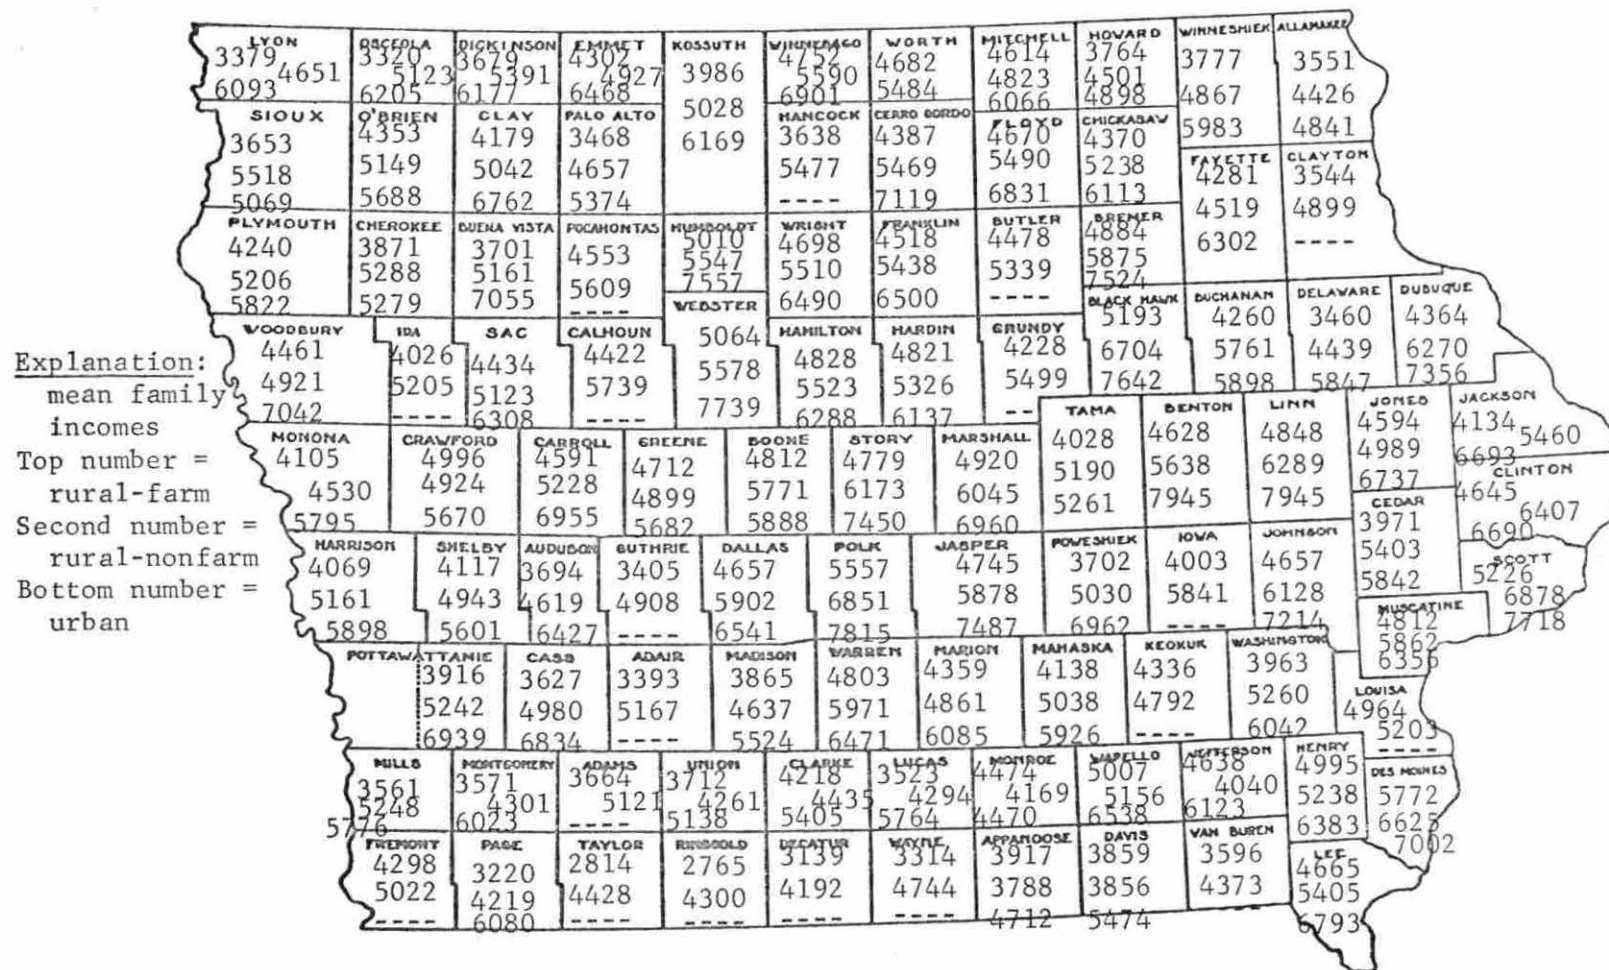 Explanation:
mean family
incomes
Top number =
rural-farm
Second number =
rural-nonfarm
Bottom number =
urban
LYON
3379
4651
6093
OSCEOLA
3320
5123
6205
DICKINSON
3679
5391
6177
EMMET
4302
4927
6468
KOSSUTH
3986
5028
6169
WINNEBAGO
4752
5590
6901
WORTH
4682
5484
MITCHELL
4614
4823
6066
HOWARD
3764
4501
4898
WINNESHIEK
3777
4867
5983
ALLAMAKEE
3551
4426
4841
SIOUX
3653
5518
5069
O'BRIEN
4353
5149
5688
CLAY
4179
5042
6762
PALO ALTO
3468
4657
5374
HANCOCK
3638
5477
----
CERRO GORDO
4387
5469
7119
FLOYD
4670
5490
6831
CHICKASAW
4370
5238
6113
FAYETTE
4281
4519
6302
CLAYTON
3544
4899
----
PLYMOUTH
4240
5206
5822
CHEROKEE
3871
5288
5279
BUENA VISTA
3701
5161
7055
POCAHONTAS
4553
5609
----
HUMBOLDT
5010
5547
7557
WRIGHT
4698
5510
6490
FRANKLIN
4518
5438
6500
BUTLER
4478
5339
----
BREMER
4884
5875
7524
WOODBURY
4461
4921
7042
IDA
4026
5205
----
SAC
4434
5123
6308
CALHOUN
4422
5739
----
WEBSTER
5064
5578
7739
HAMILTON
4828
5523
6288
HARDIN
4821
5326
6137
GRUNDY
4228
5499
--
BLACK HAWK
5193
6704
7642
BUCHANAN
4260
5761
5898
DELAWARE
3460
4439
5847
DUBUQUE
4364
6270
7356
MONONA
4105
4530
5795
CRAWFORD
4996
4924
5670
CARROLL
4591
5228
6955
GREENE
4712
4899
5682
BOONE
4812
5771
5888
STORY
4779
6173
7450
MARSHALL
4920
6045
6960
TAMA
4028
5190
5261
BENTON
4628
5638
7945
LINN
4848
6289
7945
JONES
4594
4989
6737
JACKSON
4134
5460
6693
CLINTON
4645
6407
6690
CEDAR
3971
5403
5842
HARRISON
4069
5161
5898
SHELBY
4117
4943
5601
AUDUBON
3694
4619
6427
GUTHRIE
3405
4908
----
DALLAS
4657
5902
6541
POLK
5557
6851
7815
JASPER
4745
5878
7487
POWESHIEK
3702
5030
6962
IOWA
4003
5841
----
JOHNSON
4657
6128
7214
SCOTT
5226
6878
7718
MUSCATINE
4812
5862
6356
POTTAWATTAMIE
3916
5242
6939
CASS
3627
4980
6834
ADAIR
3393
5167
----
MADISON
3865
4637
5524
WARREN
4803
5971
6471
MARION
4359
4861
6085
MAHASKA
4138
5038
5926
KEOKUK
4336
4792
----
WASHINGTON
3963
5260
6042
LOUISA
4964
5203
----
MILLS
3561
5248
5776
MONTGOMERY
3571
4301
6023
ADAMS
3664
5121
----
UNION
3712
4261
5138
CLARKE
4218
4435
5405
LUCAS
3523
4294
5764
MONROE
4474
4169
4470
WAPELLO
5007
5156
6538
JEFFERSON
4638
4040
6123
HENRY
4995
5238
6383
DES MOINES
5772
6625
7002
FREMONT
4298
5022
----
PAGE
3220
4219
6080
TAYLOR
2814
4428
----
RINGGOLD
2765
4300
----
DECATUR
3139
4192
----
WAYNE
3314
4744
----
APPANOOSE
3917
3788
4712
DAVIS
3859
3856
5474
VAN BUREN
3596
4373
LEE
4665
5405
6793